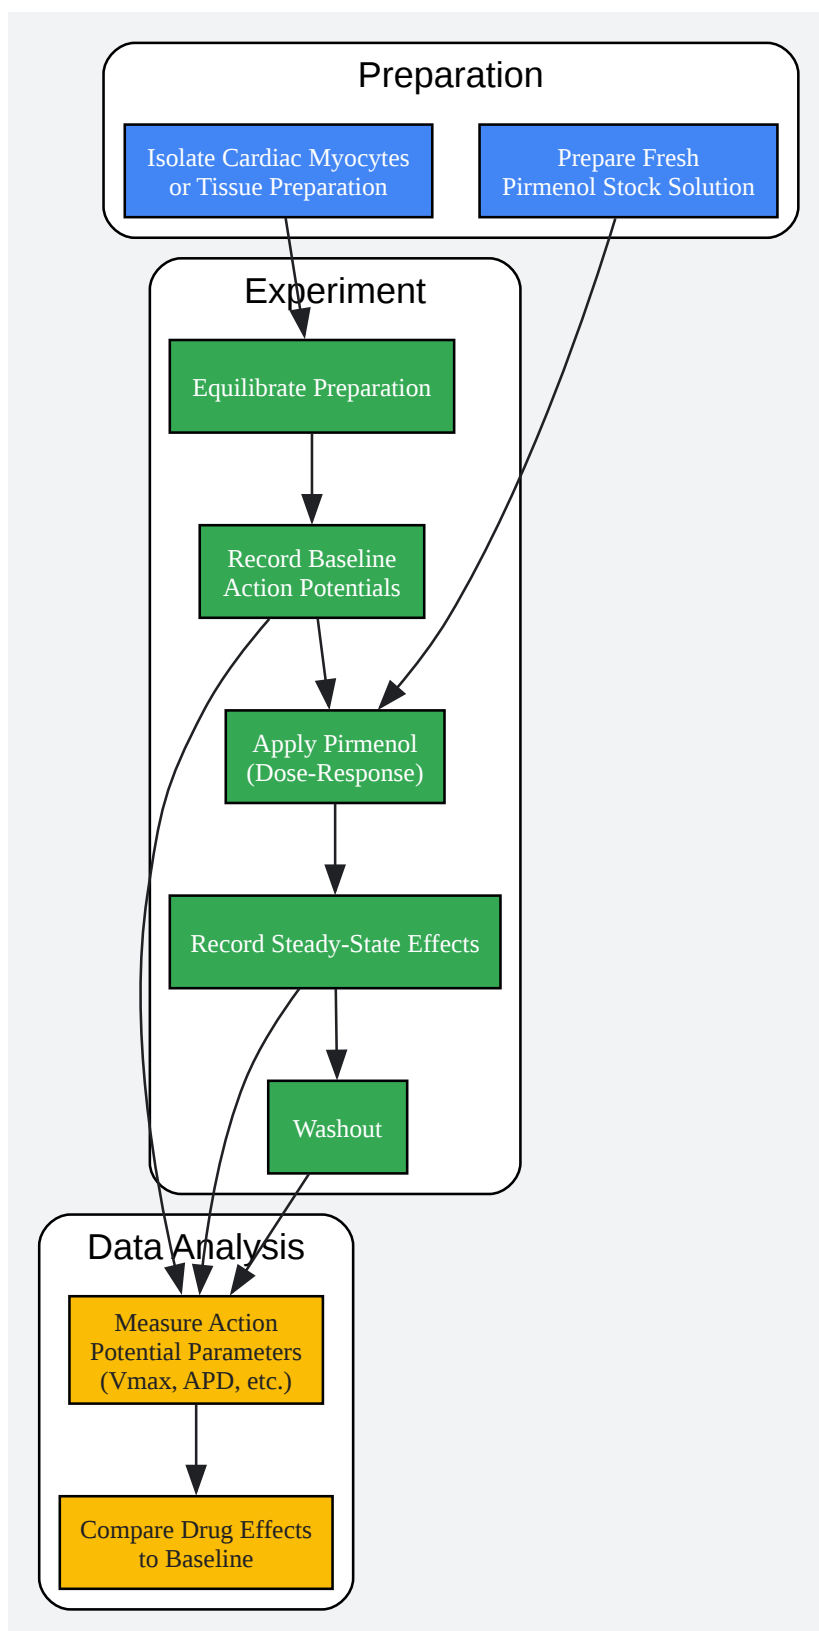 Preparation
Isolate Cardiac Myocytes
or Tissue Preparation
Prepare Fresh
Pirmenol Stock Solution
Experiment
Equilibrate Preparation
Record Baseline
Action Potentials
Apply Pirmenol
(Dose-Response)
Record Steady-State Effects
Washout
Data Analysis
Measure Action
Potential Parameters
(Vmax, APD, etc.)
Compare Drug Effects
to Baseline